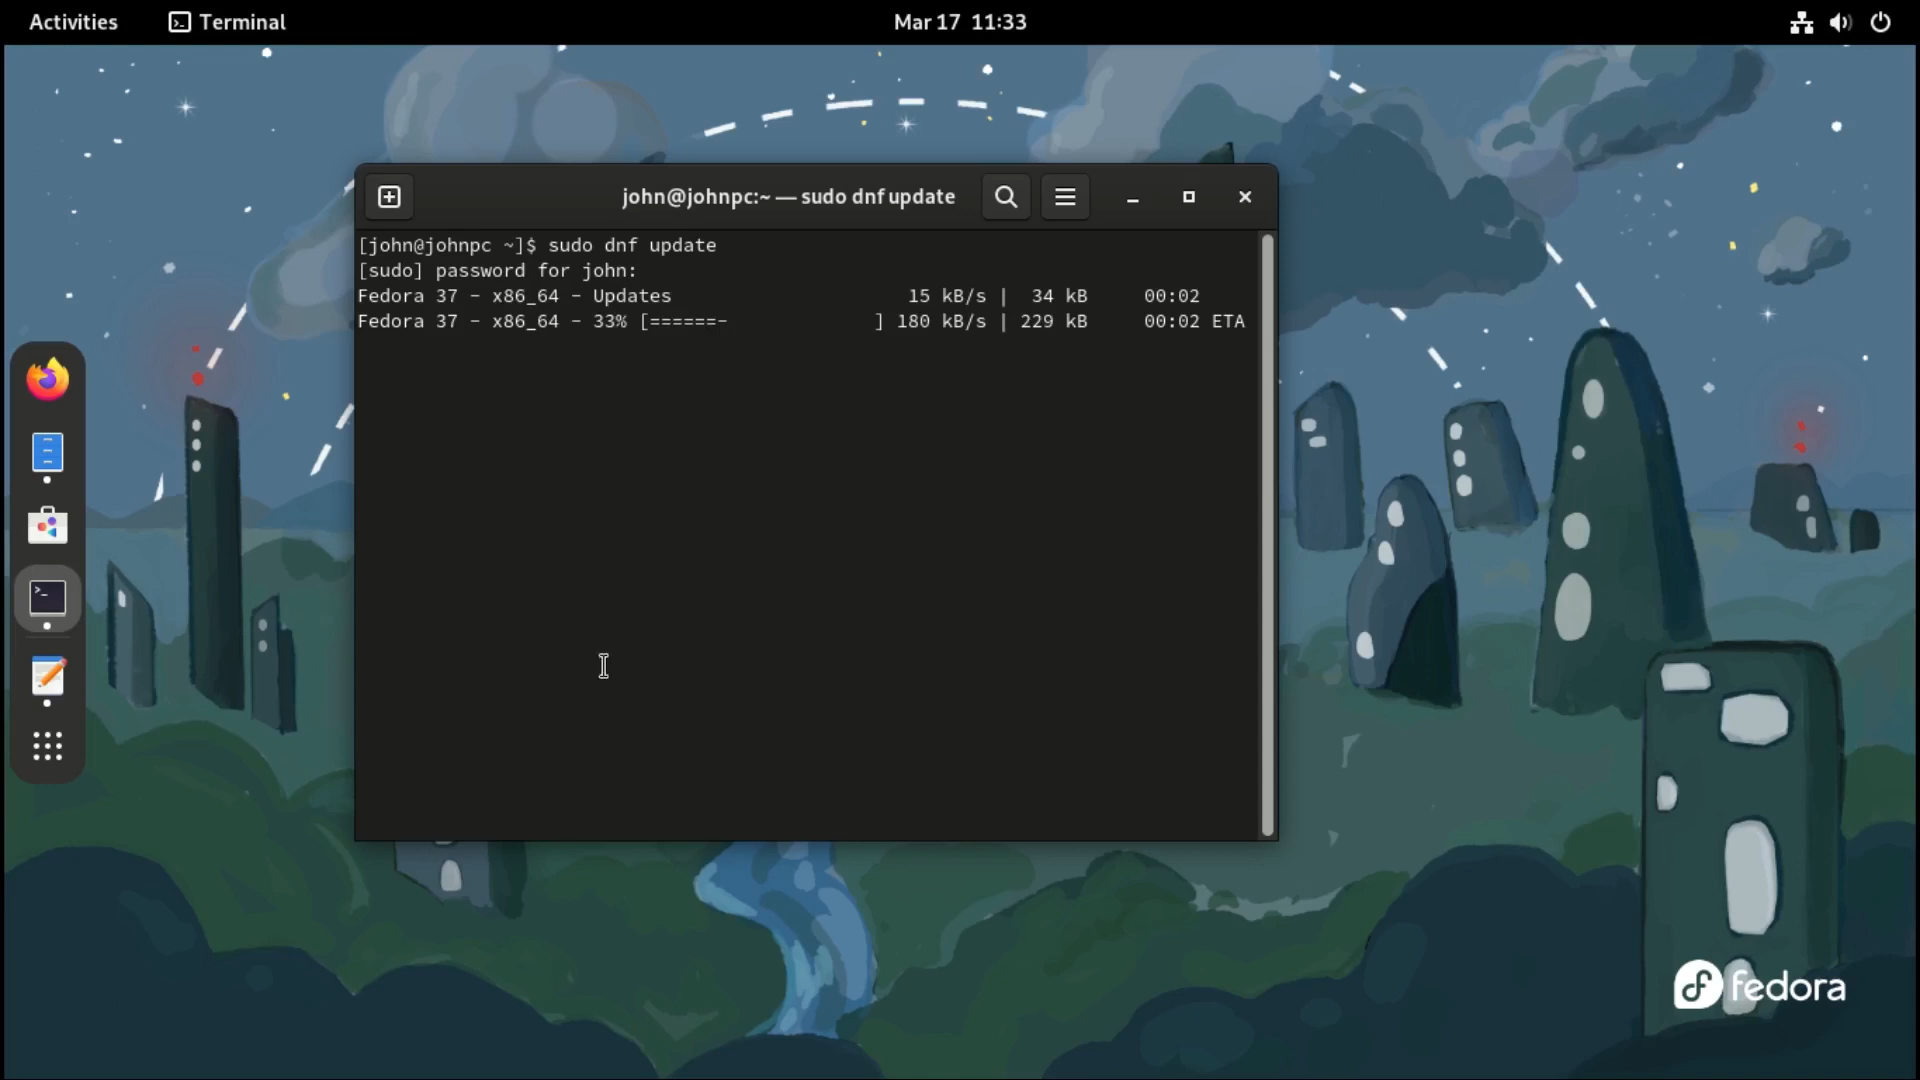 Activities Terminal Mar 17 11:33
john@johnpc:~ — sudo dnf update
[john@johnpc ~]$ sudo dnf update
[sudo] password for john:
Fedora 37 - x86_64 - Updates 15 kB/s | 34 kB 00:02
Fedora 37 - x86_64 - 33% [======- ] 180 kB/s | 229 kB 00:02 ETA
fedora